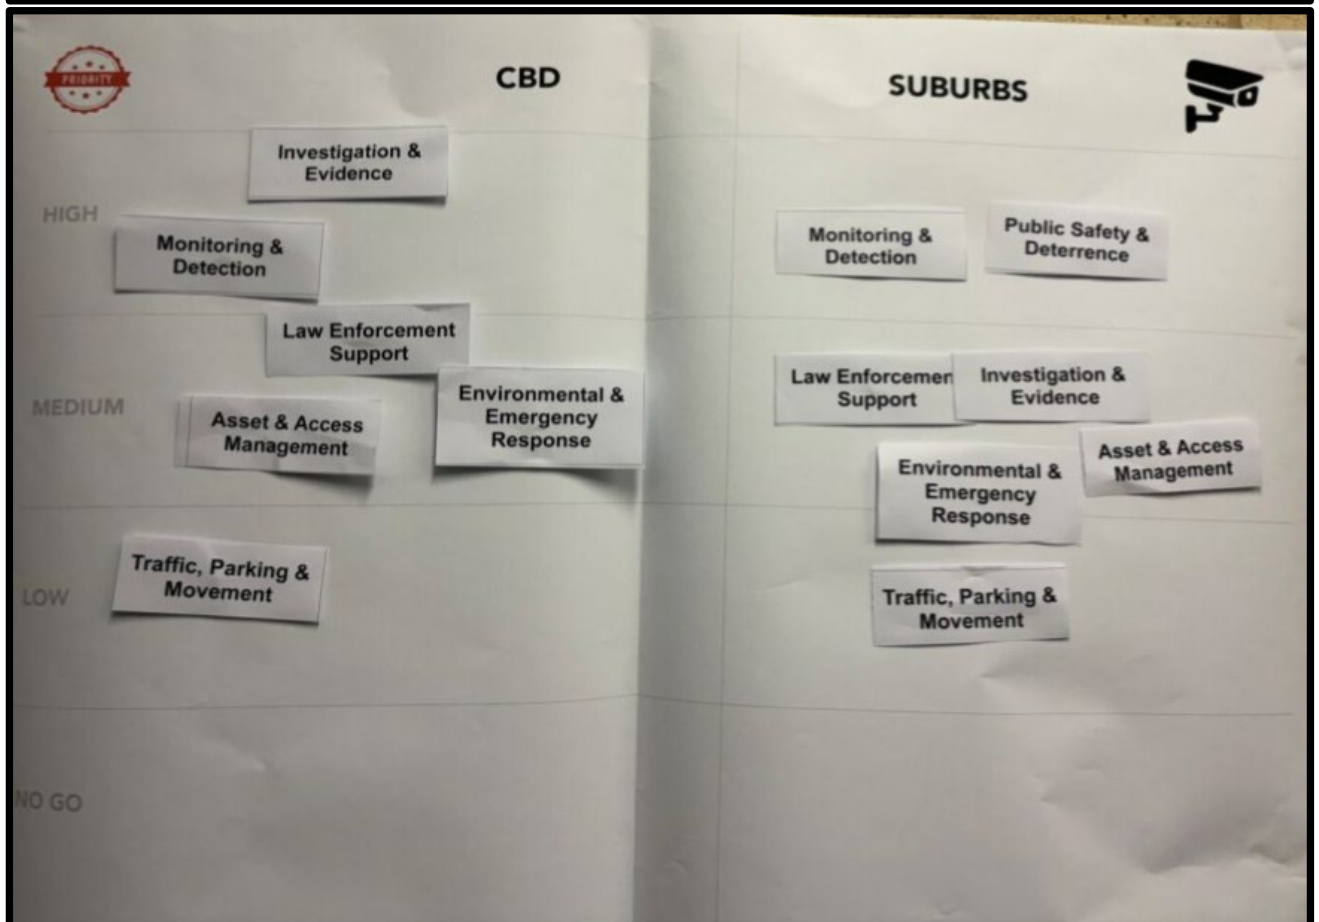 PRIORITY
CBD
SUBURBS
HIGH
Investigation &
Evidence
Monitoring &
Detection
Monitoring &
Detection
Public Safety &
Deterrence
MEDIUM
Law Enforcement
Support
Asset & Access
Management
Environmental &
Emergency
Response
Law Enforcemen
Support
Investigation &
Evidence
Environmental &
Emergency
Response
Asset & Access
Management
LOW
Traffic, Parking &
Movement
Traffic, Parking &
Movement
NO GO